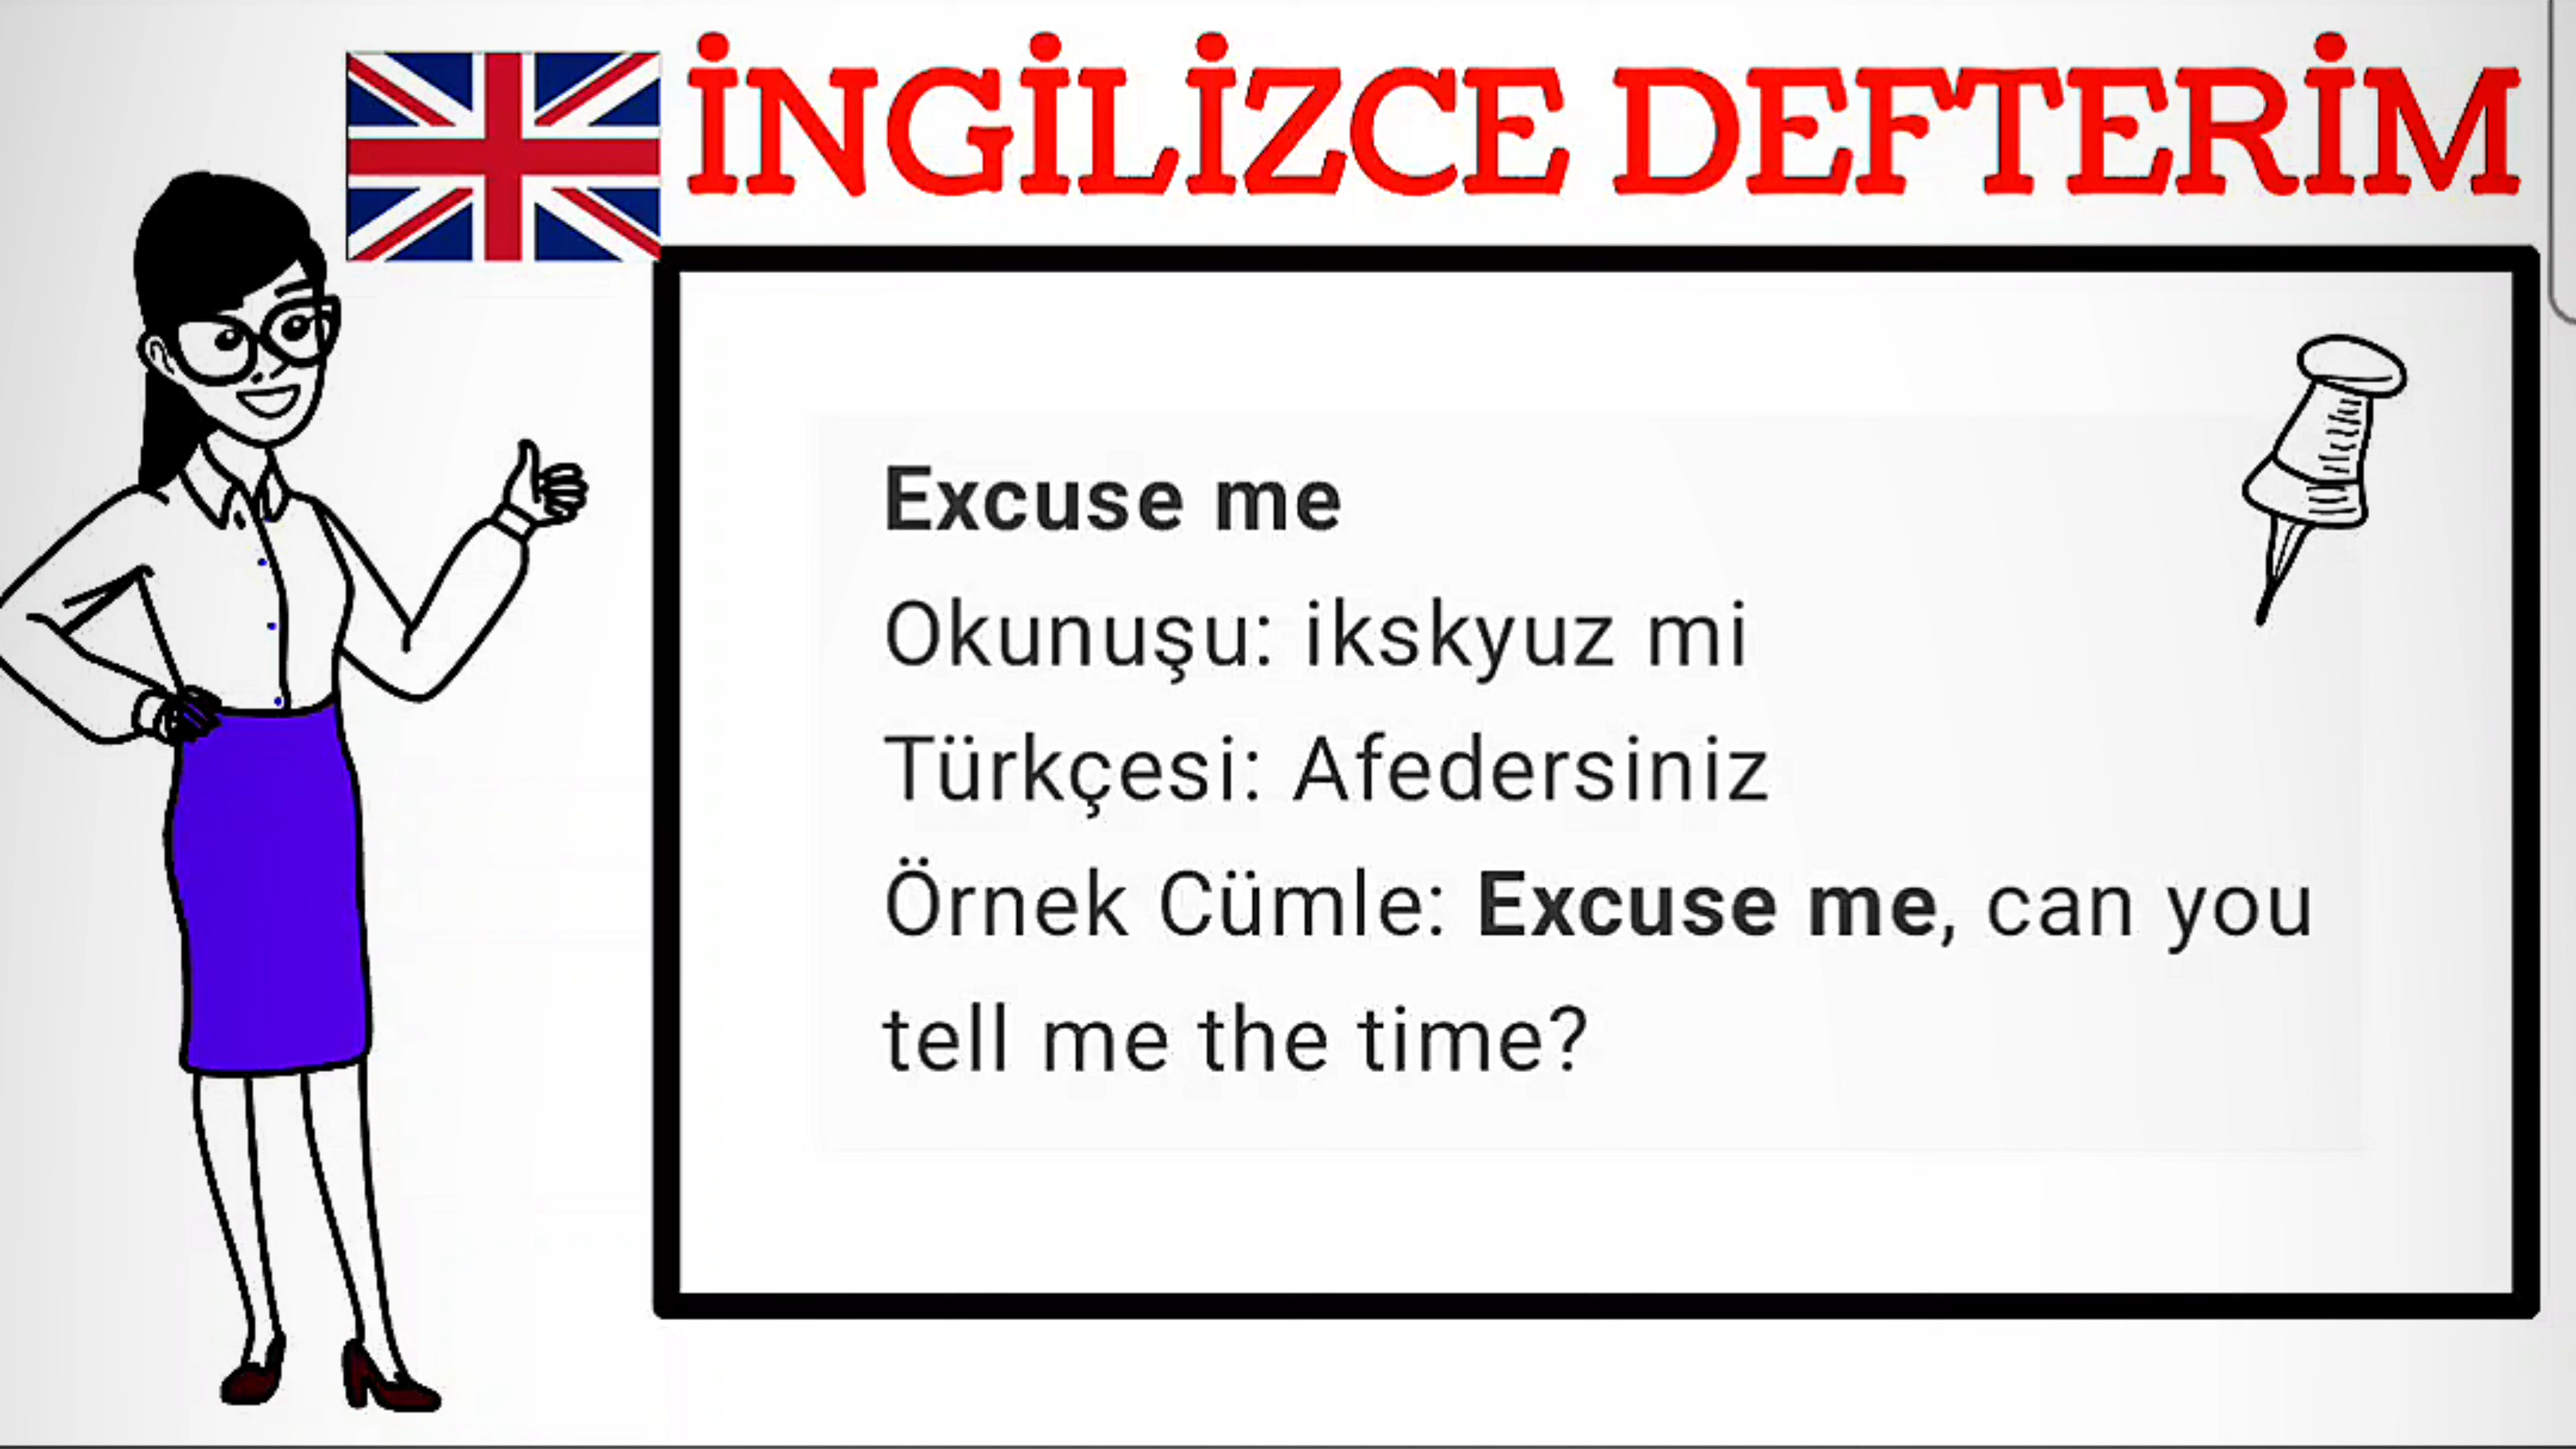 İNGİLİZCE DEFTERİM
Excuse me
Okunuşu: ikskyuz mi
Türkçesi: Afedersiniz
Örnek Cümle: Excuse me, can you
tell me the time?